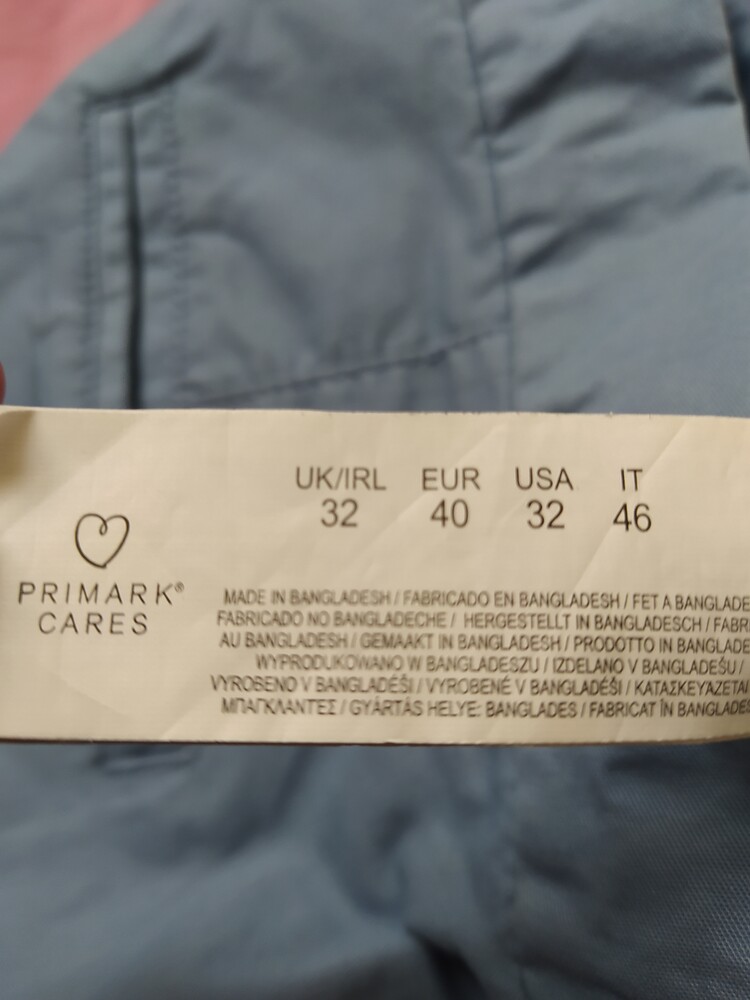 UK/IRL EUR USA IT
32 40 32 46
PRIMARK®
CARES
MADE IN BANGLADESH / FABRICADO EN BANGLADESH / FET A BANGLADE
FABRICADO NO BANGLADECHE / HERGESTELLT IN BANGLADESCH / FABRI
AU BANGLADESH / GEMAAKT IN BANGLADESH / PRODOTTO IN BANGLADE
WYPRODUKOWANO W BANGLADESZU / IZDELANO V BANGLADEŠU /
VYROBENO V BANGLADÉŠI / VYROBENÉ V BANGLADÉŠI / ΚΑΤΑΣΚΕΥΑΖΕΤΑΙ
ΜΠΑΓΚΛΑΝΤΕΣ / GYÁRTÁS HELYE: BANGLADES / FABRICAT ÎN BANGLADES